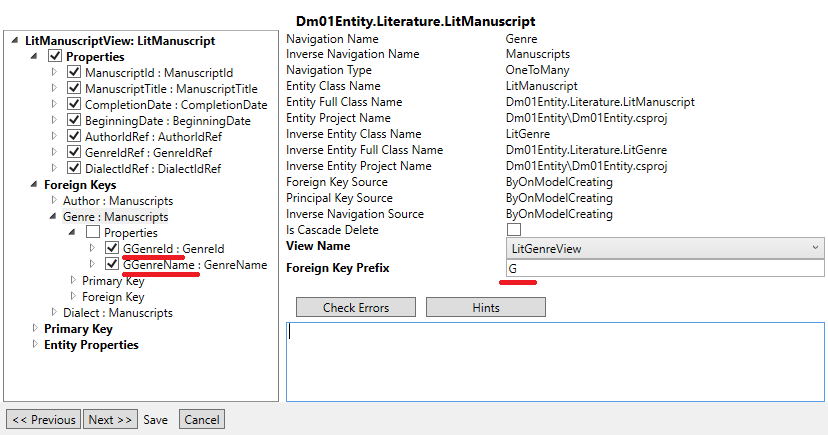 Dm01Entity.Literature.LitManuscript
LitManuscriptView: LitManuscript
Properties
ManuscriptId : ManuscriptId
ManuscriptTitle : ManuscriptTitle
CompletionDate : CompletionDate
BeginningDate : BeginningDate
AuthorIdRef : AuthorIdRef
GenreIdRef : GenreIdRef
DialectIdRef : DialectIdRef
Foreign Keys
Author : Manuscripts
Genre : Manuscripts
Properties
GGenreId : GenreId
GGenreName : GenreName
Primary Key
Foreign Key
Dialect : Manuscripts
Primary Key
Entity Properties
Navigation Name Genre
Inverse Navigation Name Manuscripts
Navigation Type OneToMany
Entity Class Name LitManuscript
Entity Full Class Name Dm01Entity.Literature.LitManuscript
Entity Project Name Dm01Entity\Dm01Entity.csproj
Inverse Entity Class Name LitGenre
Inverse Entity Full Class Name Dm01Entity.Literature.LitGenre
Inverse Entity Project Name Dm01Entity\Dm01Entity.csproj
Foreign Key Source ByOnModelCreating
Principal Key Source ByOnModelCreating
Inverse Navigation Source ByOnModelCreating
Is Cascade Delete
View Name LitGenreView
Foreign Key Prefix G
Check Errors Hints
<< Previous Next >> Save Cancel